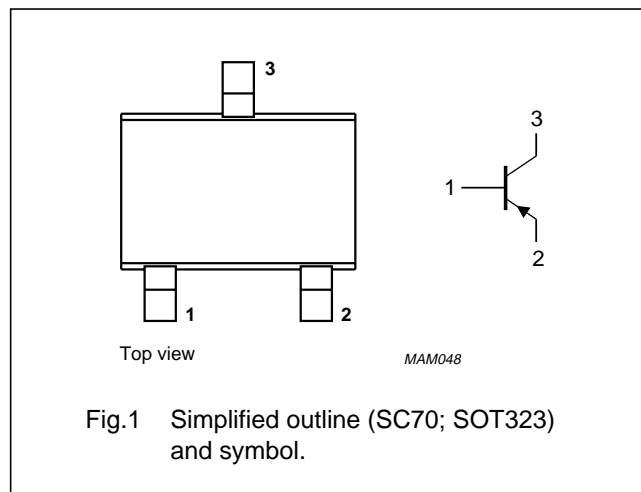 3
1
2
Top view
3
1
2
MAM048
Fig.1 Simplified outline (SC70; SOT323)
and symbol.